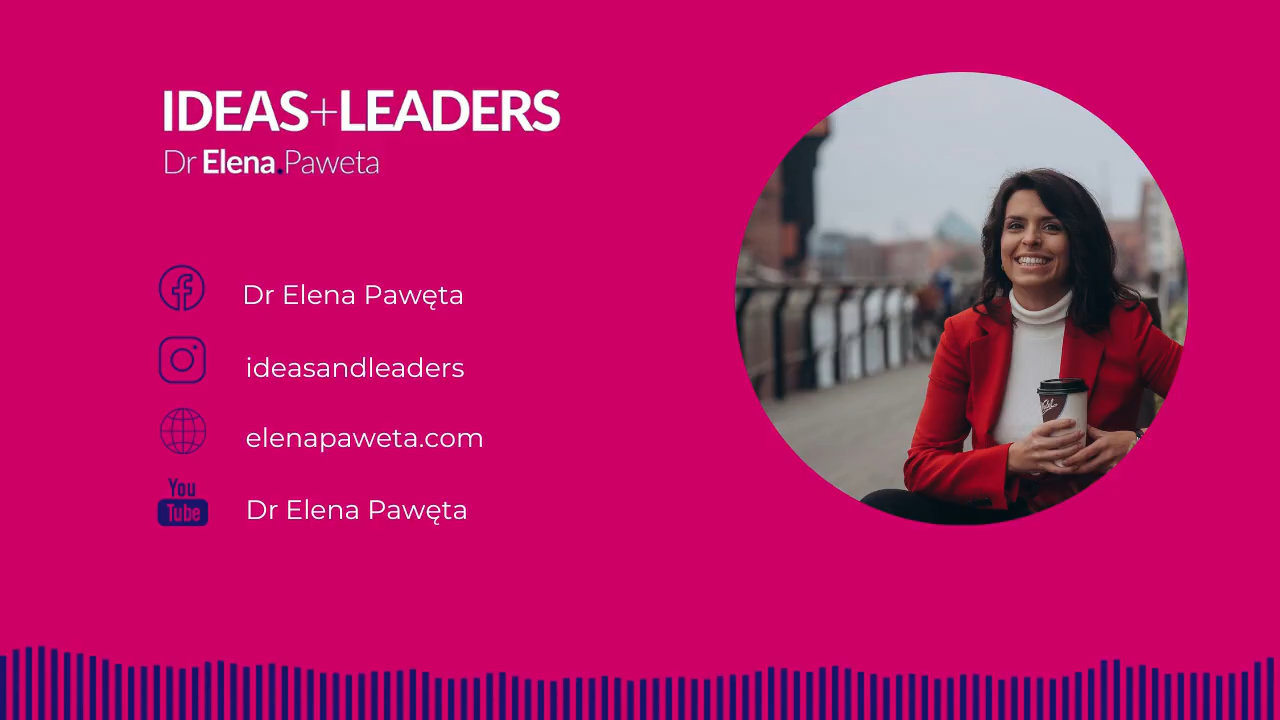 IDEAS+LEADERS
Dr Elena.Paweta
Dr Elena Pawęta
ideasandleaders
elenapaweta.com
You
Tube
Dr Elena Pawęta